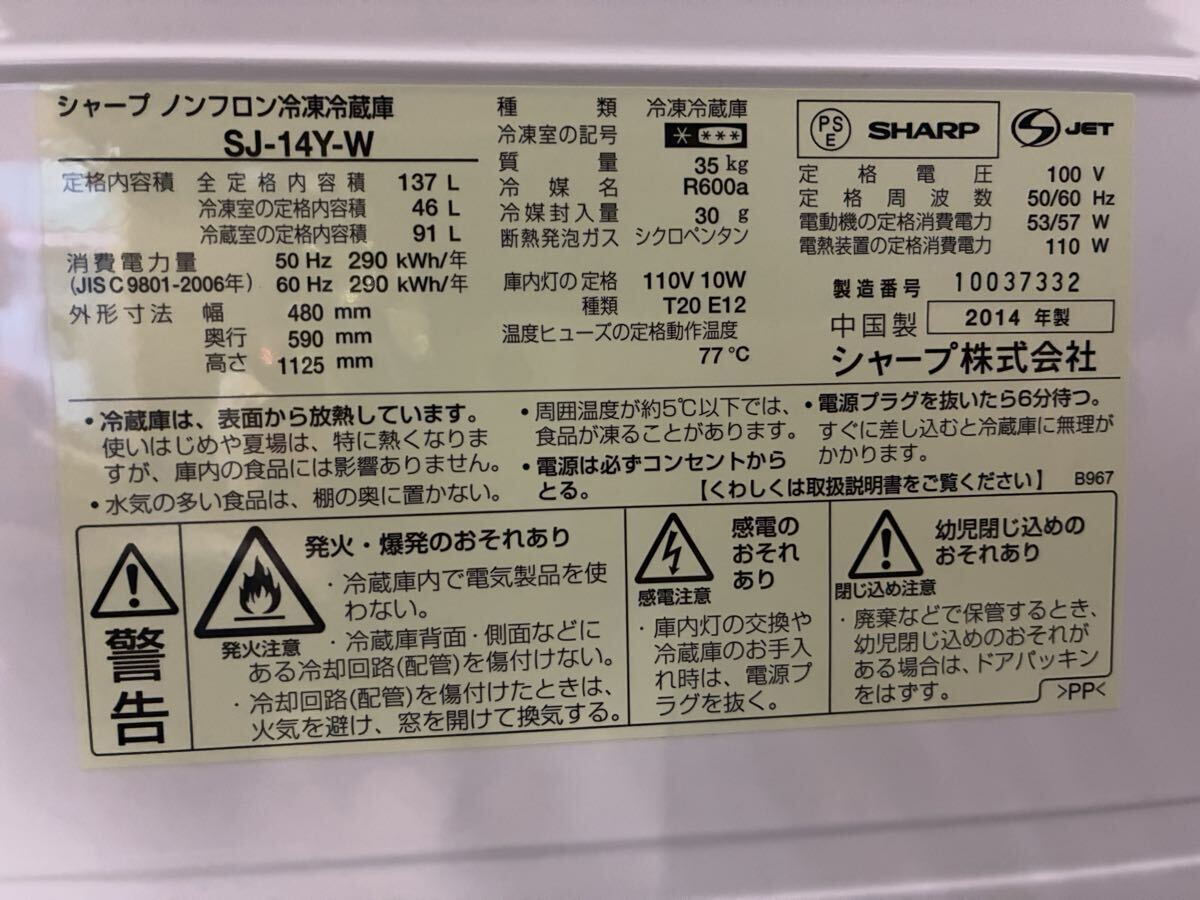 シャープ ノンフロン冷凍冷蔵庫
SJ-14Y-W
定格内容積 全定格内容積 137 L
冷凍室の定格内容積 46 L
冷蔵室の定格内容積 91 L
消費電力量 50 Hz 290 kWh/年
(JIS C 9801-2006年) 60 Hz 290 kWh/年
外形寸法 幅 480 mm
奥行 590 mm
高さ 1125 mm
種類 冷凍冷蔵庫
冷凍室の記号 * ***
質量 35 kg
冷媒名 R600a
冷媒封入量 30 g
断熱発泡ガス シクロペンタン
庫内灯の定格 110V 10W
種類 T20 E12
温度ヒューズの定格動作温度
77 ℃
PS E SHARP S JET
定格電圧 100 V
定格周波数 50/60 Hz
電動機の定格消費電力 53/57 W
電熱装置の定格消費電力 110 W
製造番号 10037332
中国製 2014 年製
シャープ株式会社
・冷蔵庫は、表面から放熱しています。
使いはじめや夏場は、特に熱くなりま
すが、庫内の食品には影響ありません。
・水気の多い食品は、棚の奥に置かない。
・周囲温度が約5℃以下では、
食品が凍ることがあります。
・電源は必ずコンセントから
とる。
・電源プラグを抜いたら6分待つ。
すぐに差し込むと冷蔵庫に無理が
かかります。
【くわしくは取扱説明書をご覧ください】 B967
警告
発火注意
発火・爆発のおそれあり
・冷蔵庫内で電気製品を使
わない。
・冷蔵庫背面・側面などに
ある冷却回路(配管)を傷付けない。
・冷却回路(配管)を傷付けたときは、
火気を避け、窓を開けて換気する。
感電注意
感電の
おそれ
あり
・庫内灯の交換や
冷蔵庫のお手入
れ時は、電源プ
ラグを抜く。
閉じ込め注意
幼児閉じ込めの
おそれあり
・廃棄などで保管するとき、
幼児閉じ込めのおそれが
ある場合は、ドアパッキン
をはずす。
>PP<